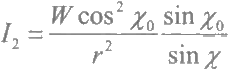 $I_2 = \frac{W \cos^2 \chi_0}{r^2} \frac{\sin \chi_0}{\sin \chi}$